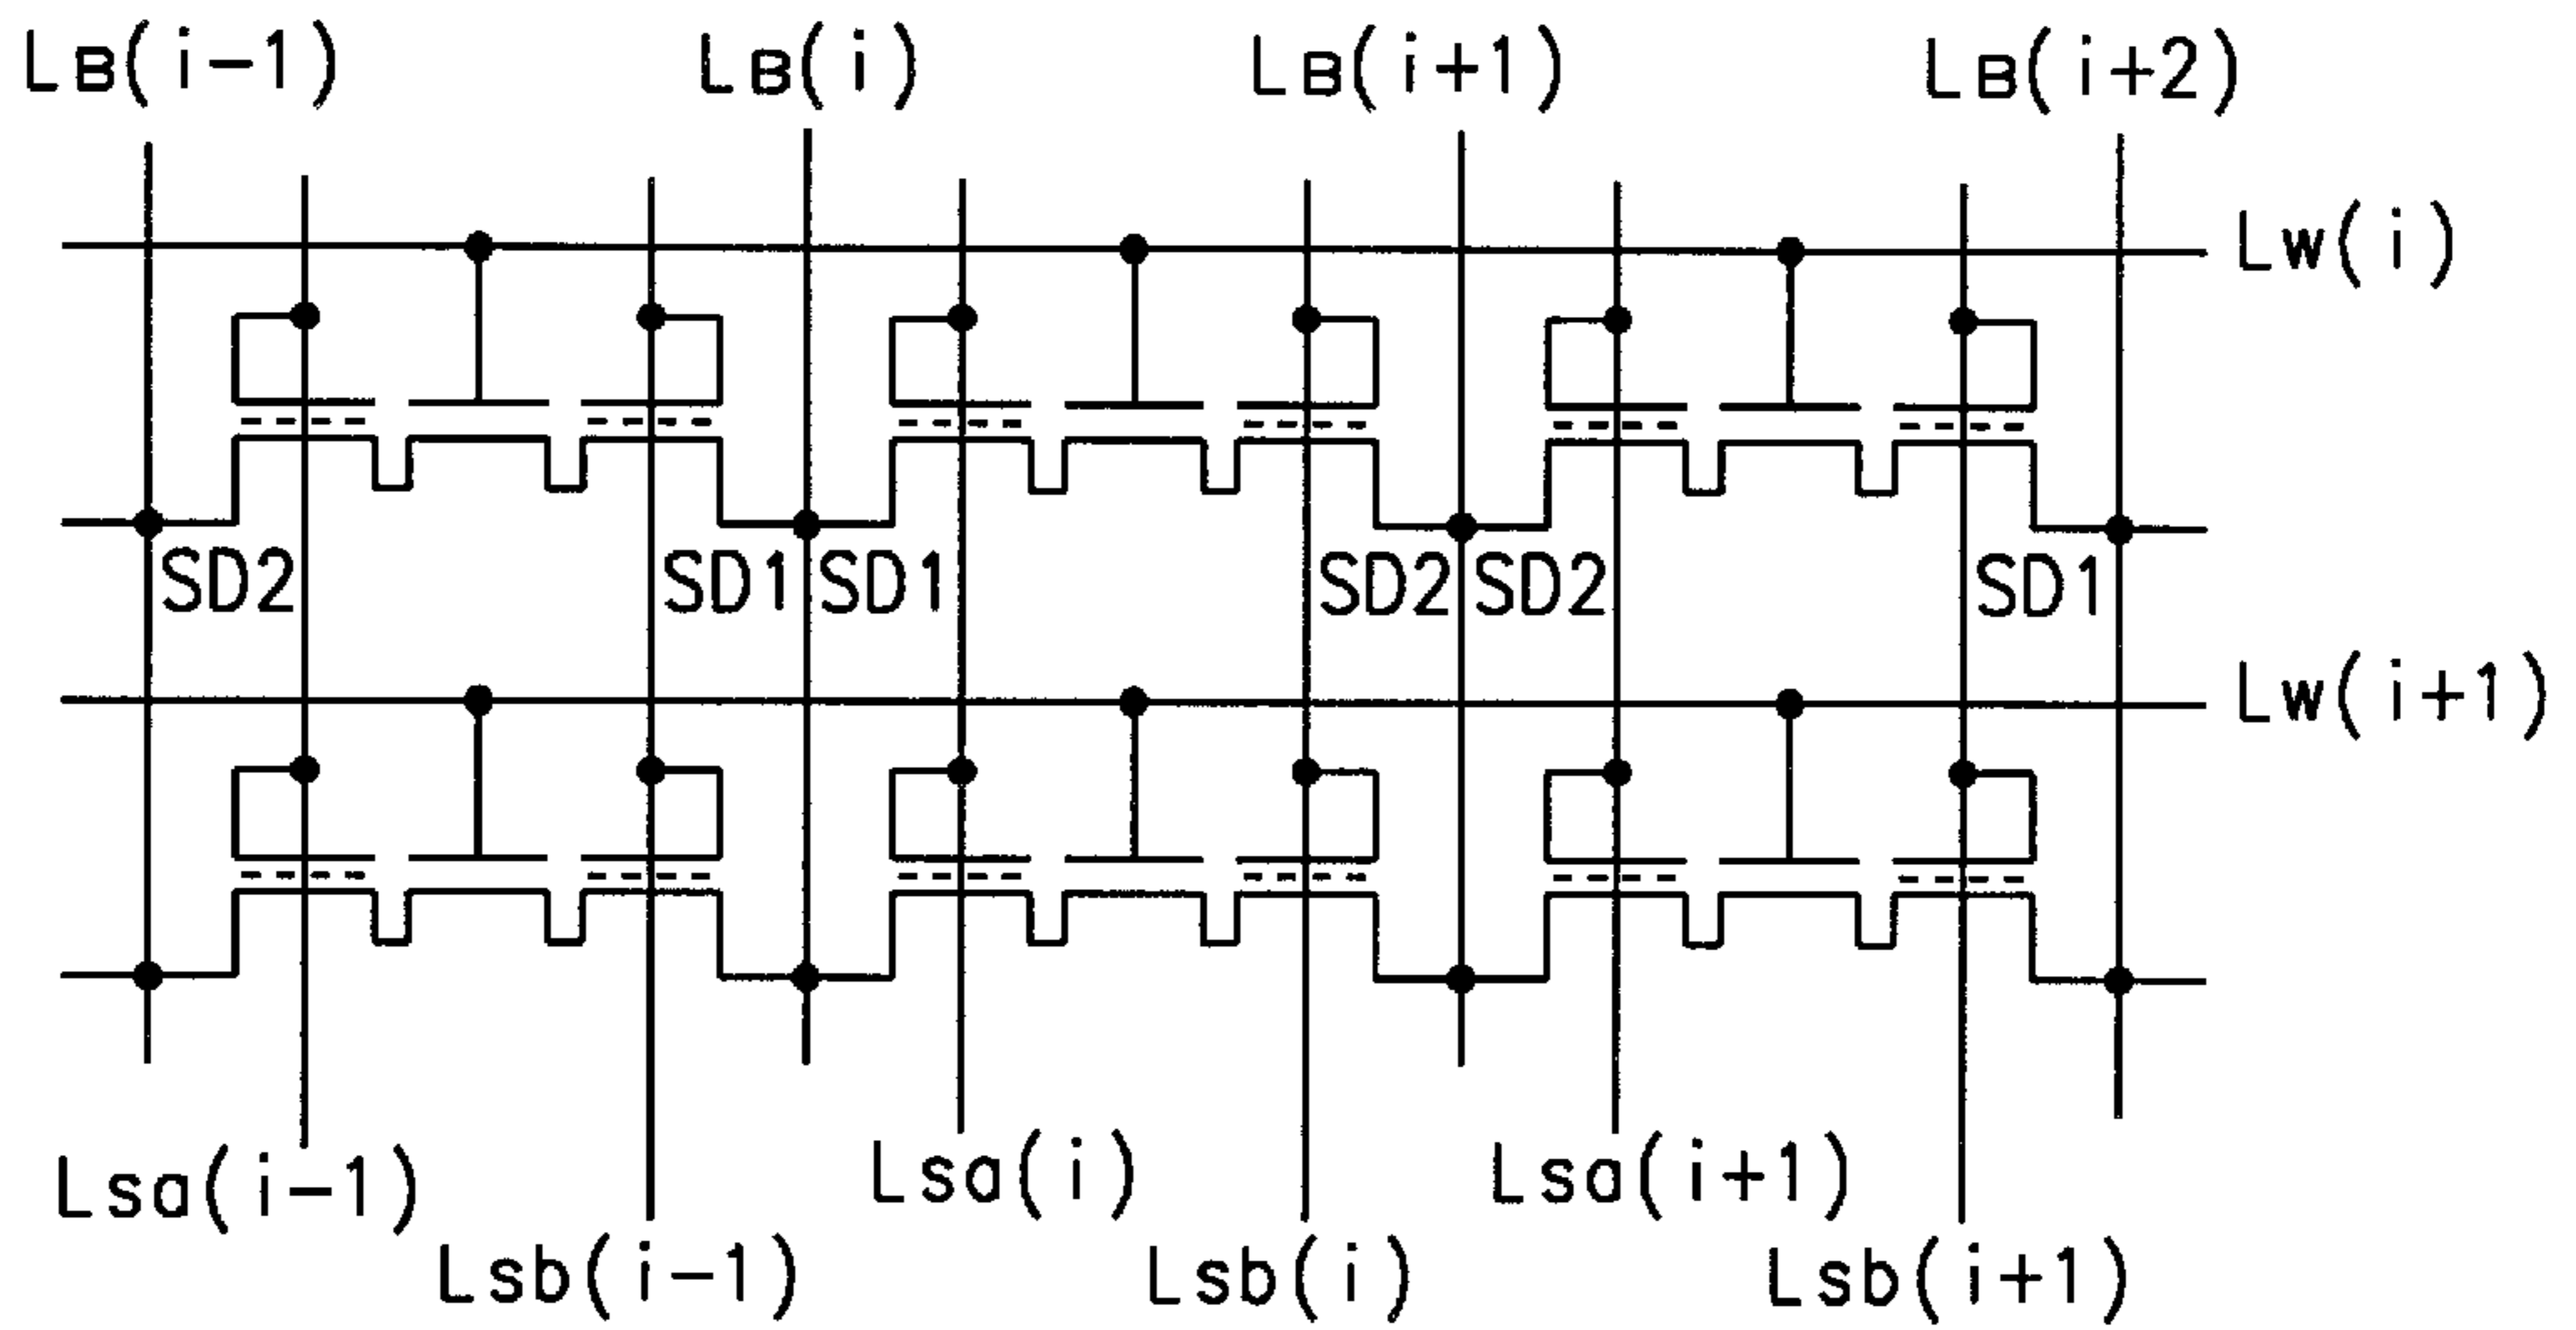 LB(i-1) LB(i) LB(i+1) LB(i+2)
Lw(i)
SD2 SD1 SD1 SD2 SD2 SD1
Lw(i+1)
Lsa(i-1) Lsa(i) Lsa(i+1)
Lsb(i-1) Lsb(i) Lsb(i+1)